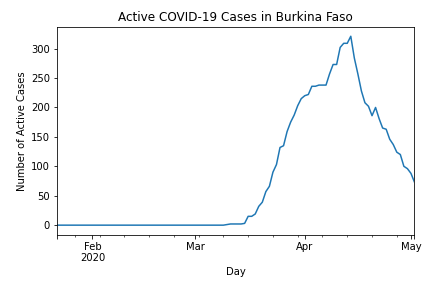 Active COVID-19 Cases in Burkina Faso
Number of Active Cases
300
250
200
150
100
50
0
Feb
2020
Mar
Apr
May
Day